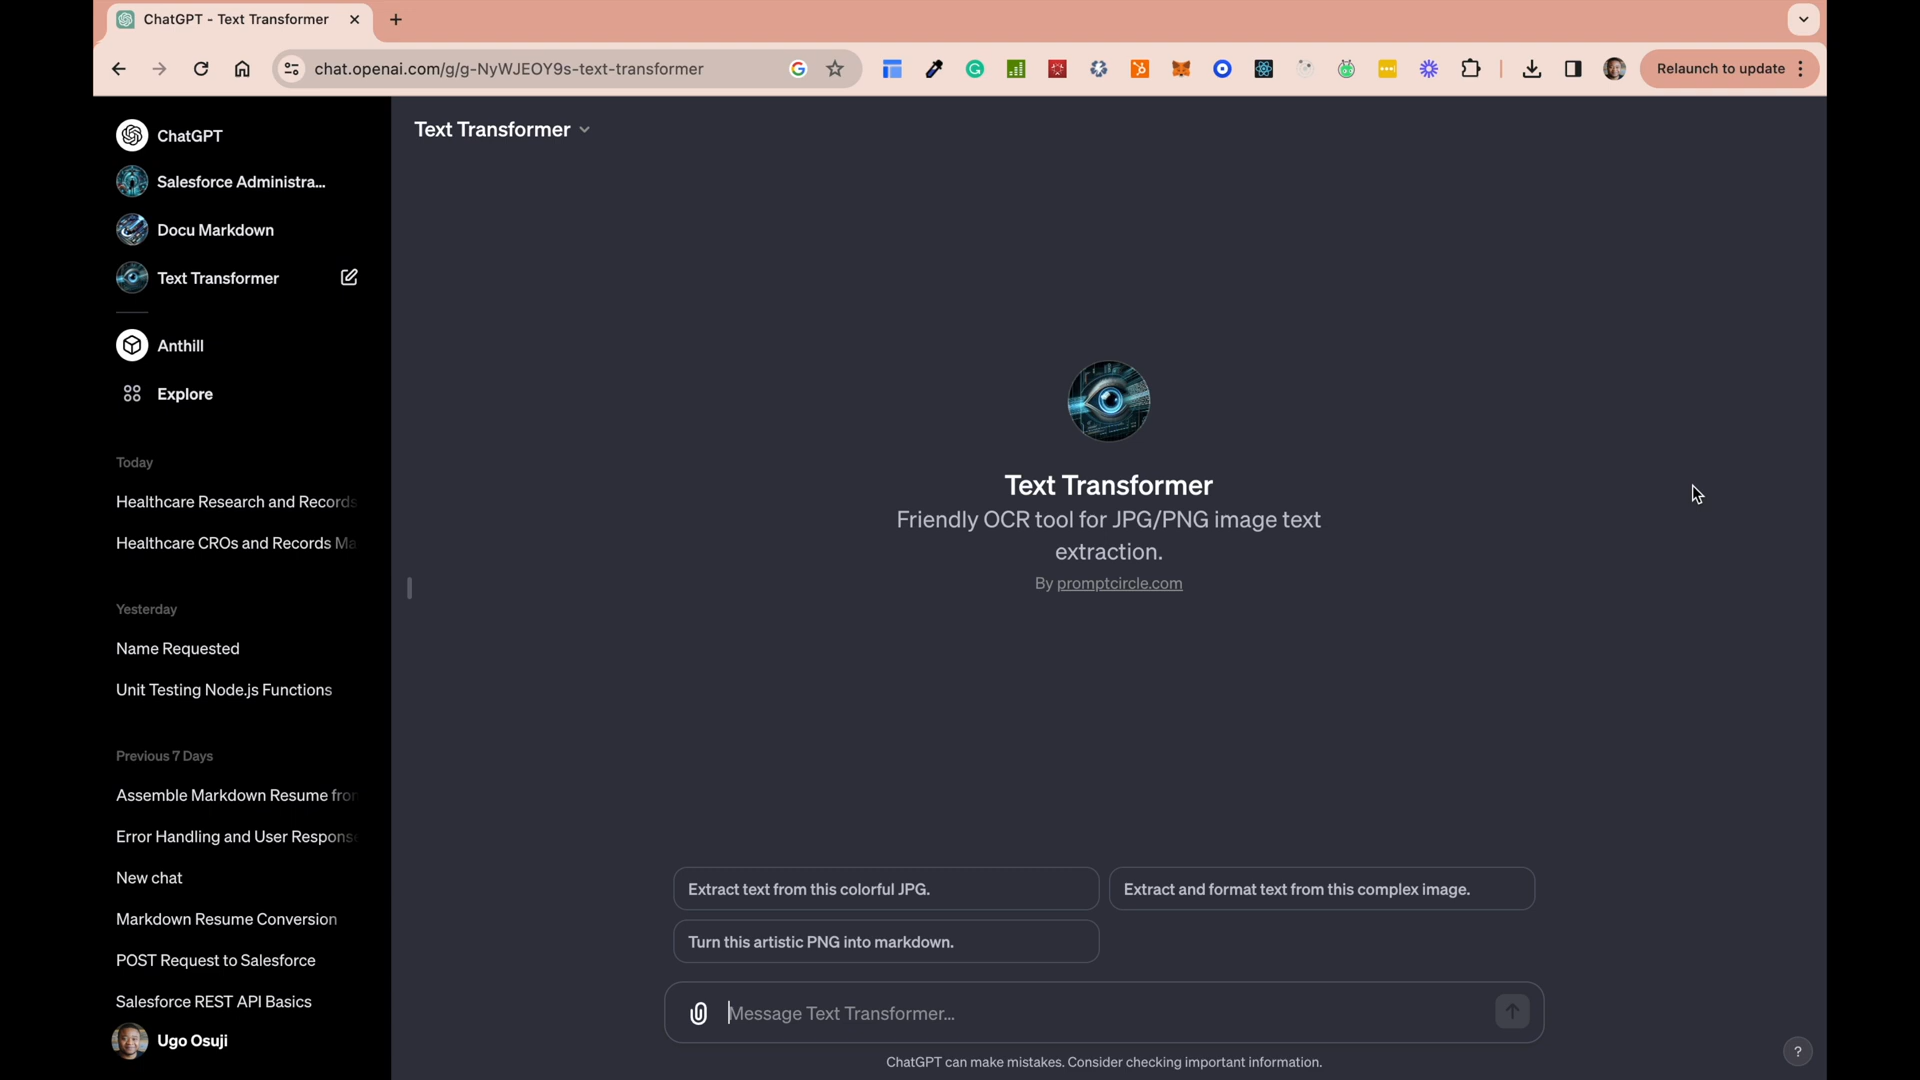 ChatGPT - Text Transformer
chat.openai.com/g/g-NyWJEOY9s-text-transformer
Relaunch to update
ChatGPT
Salesforce Administra...
Docu Markdown
Text Transformer
Anthill
Explore
Today
Healthcare Research and Records
Healthcare CROs and Records Ma
Yesterday
Name Requested
Unit Testing Node.js Functions
Previous 7 Days
Assemble Markdown Resume from
Error Handling and User Response
New chat
Markdown Resume Conversion
POST Request to Salesforce
Salesforce REST API Basics
Ugo Osuji
Text Transformer
Text Transformer
Friendly OCR tool for JPG/PNG image text
extraction.
By promptcircle.com
Extract text from this colorful JPG.
Extract and format text from this complex image.
Turn this artistic PNG into markdown.
Message Text Transformer...
ChatGPT can make mistakes. Consider checking important information.
?